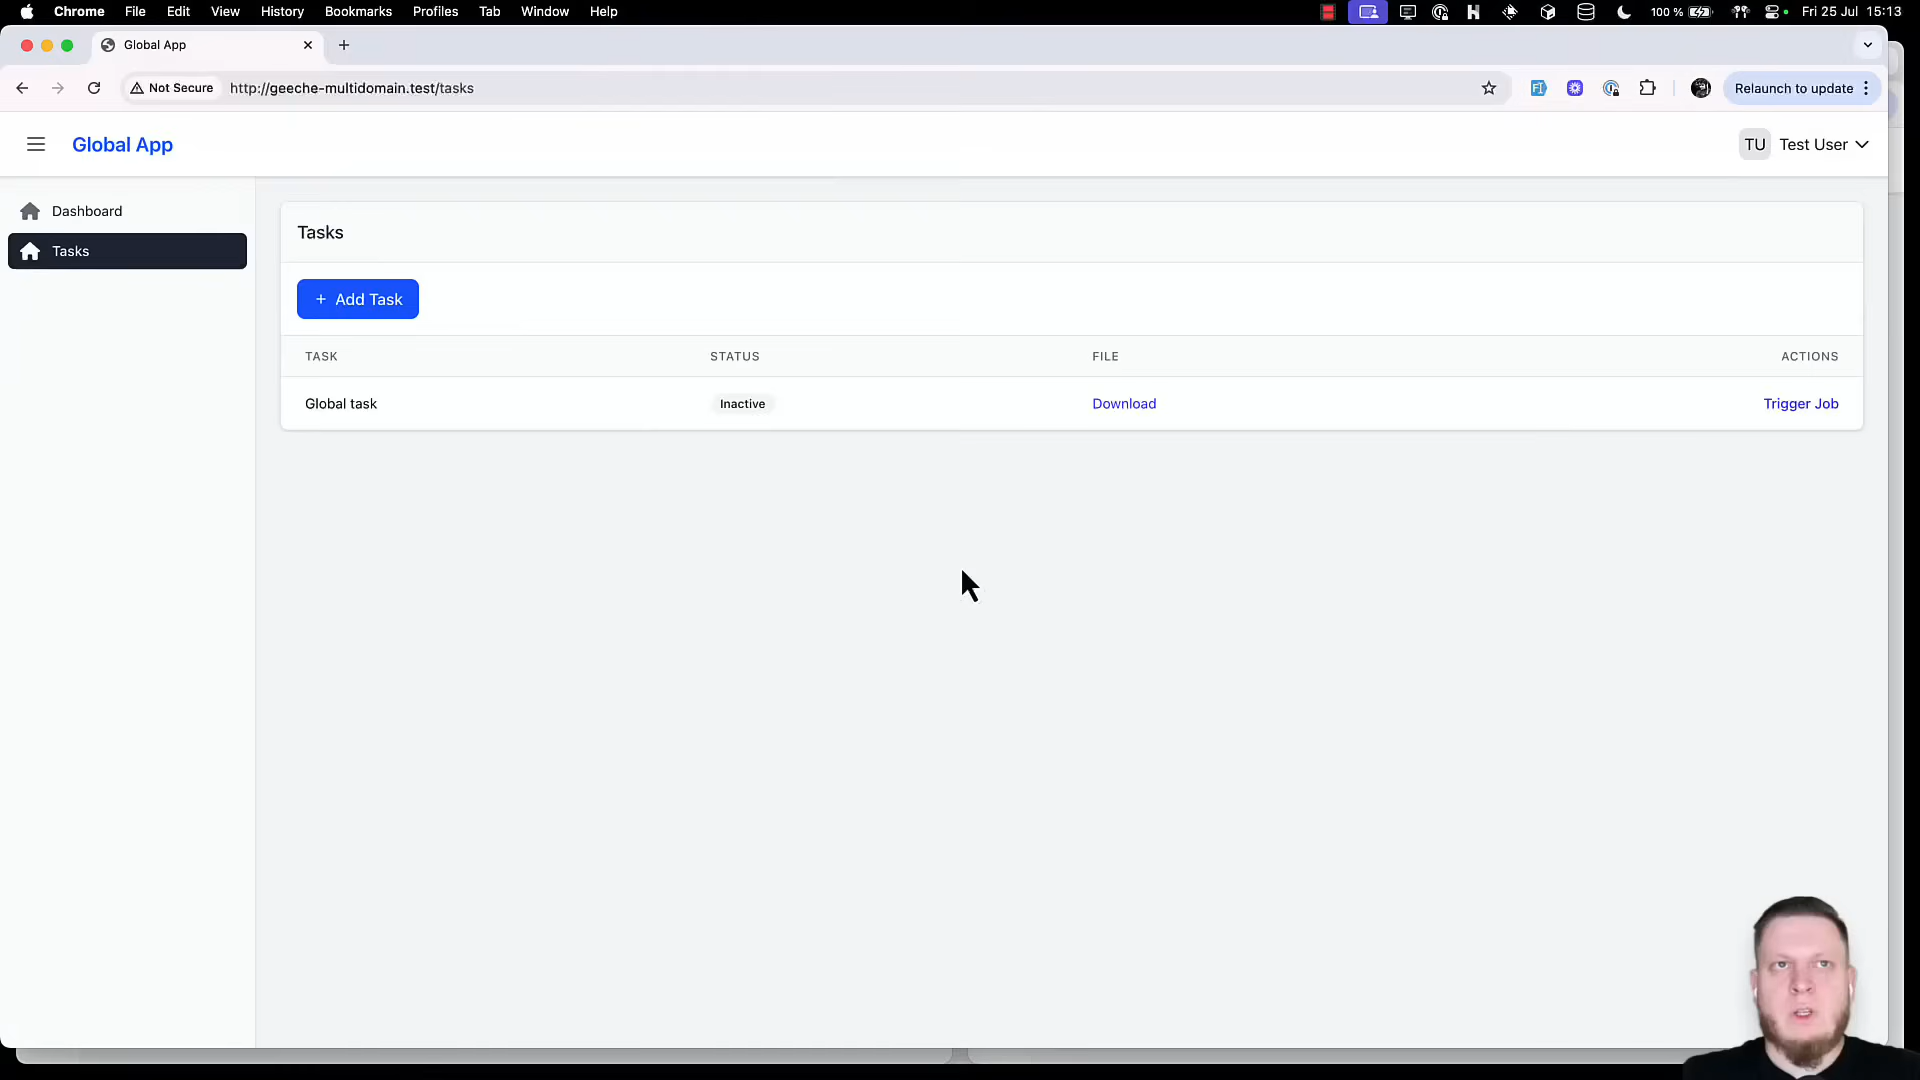 Chrome File Edit View History Bookmarks Profiles Tab Window Help 100 % Fri 25 Jul 15:13
Global App
Not Secure http://geeche-multidomain.test/tasks Relaunch to update
Global App TU Test User
Dashboard
Tasks
Tasks
+ Add Task
TASK STATUS FILE ACTIONS
Global task Inactive Download Trigger Job